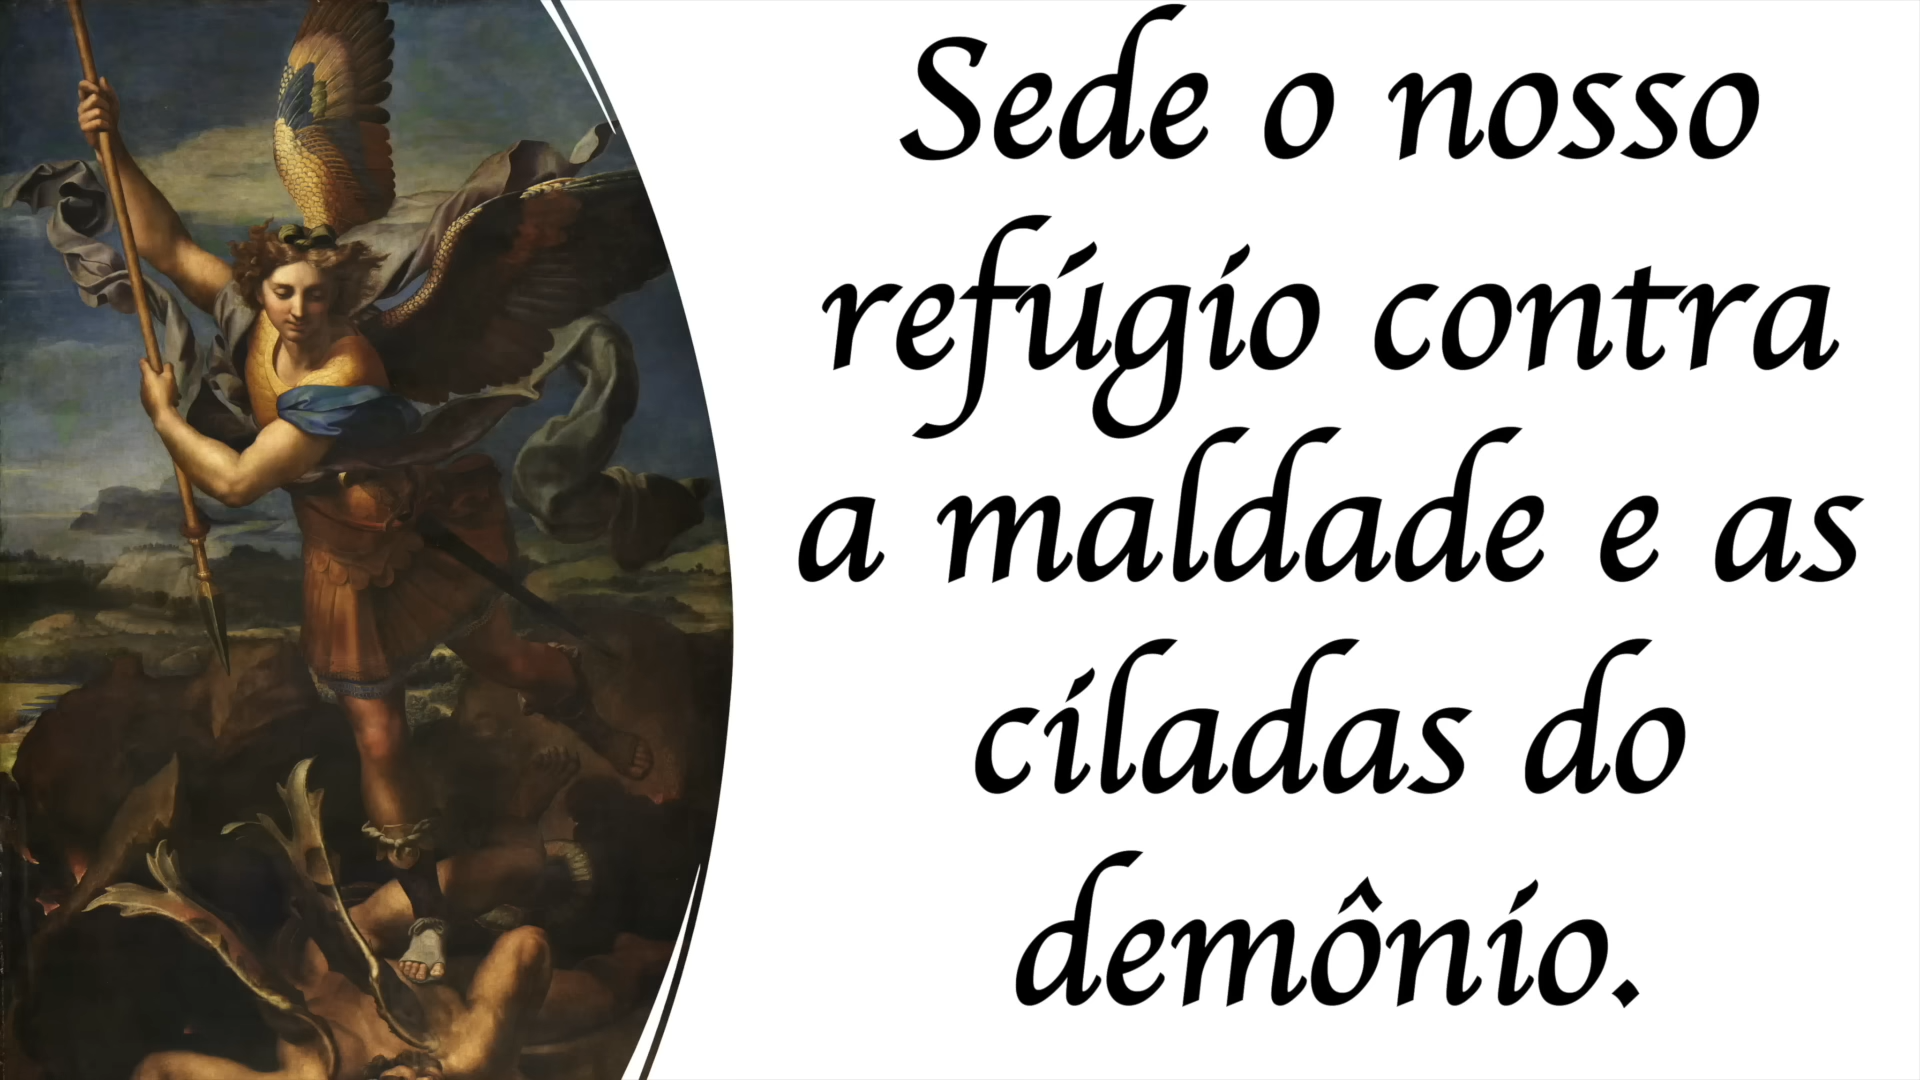 Sede o nosso
refúgio contra
a maldade e as
ciladas do
demônio.